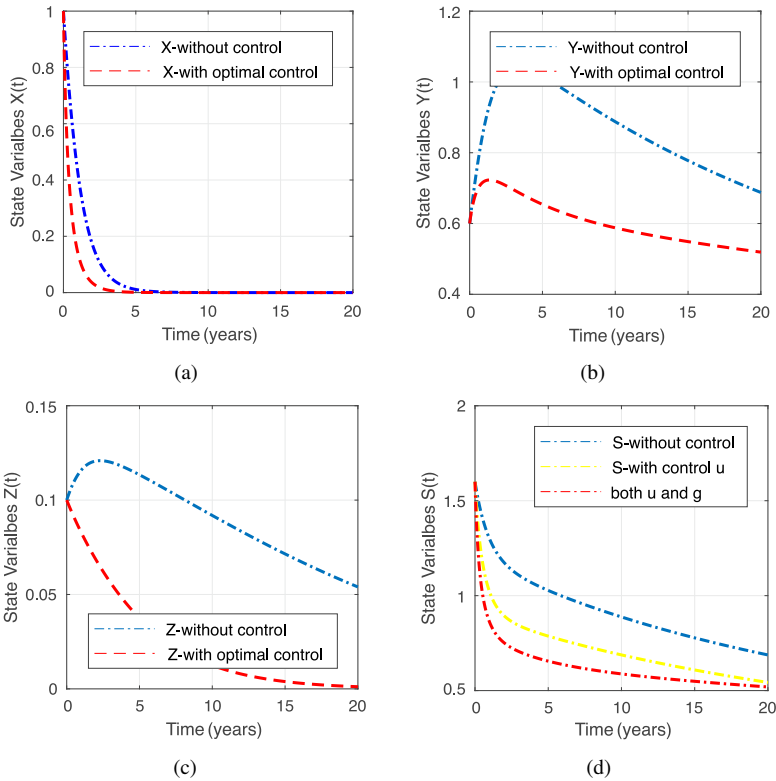 1
0.8
0.6
0.4
0.2
0
0
5
10
15
20
State Varialbes X(t)
Time (years)
X-without control
X-with optimal control
(a)
1.2
1
0.8
0.6
0.4
0
5
10
15
20
State Varialbes Y(t)
Time (years)
Y-without control
Y-with optimal control
(b)
0.15
0.1
0.05
0
0
5
10
15
20
State Varialbes Z(t)
Time (years)
Z-without control
Z-with optimal control
(c)
2
1.5
1
0.5
0
5
10
15
20
State Varialbes S(t)
Time (years)
S-without control
S-with control u
both u and g
(d)